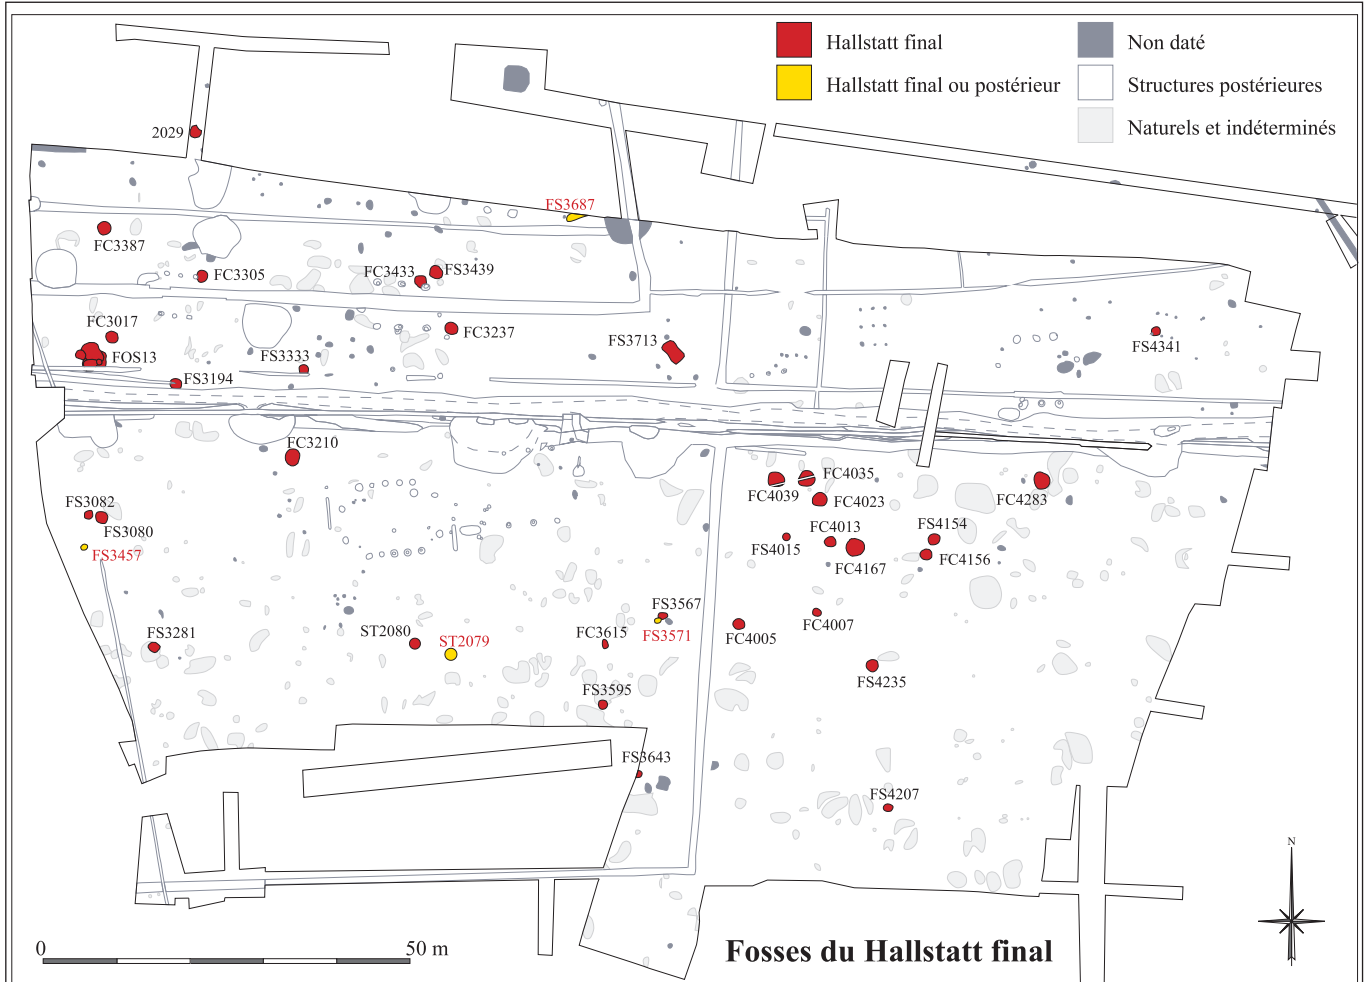 Hallstatt final
Non daté
Hallstatt final ou postérieur
Structures postérieures
Naturels et indéterminés
2029
FS3687
FC3387
FC3305
FC3433
FS3439
FC3017
FC3237
FS3713
FS4341
FOS13
FS3333
FS3194
FC3210
FC4039
FC4035
FC4023
FC4283
FS3082
FS3080
FS3457
FC4013
FS4154
FS4015
FC4167
FC4156
FS3567
FS3571
FC4005
FC4007
FS3281
ST2080
ST2079
FC3615
FS4235
FS3595
FS3643
FS4207
N
0
50 m
Fosses du Hallstatt final